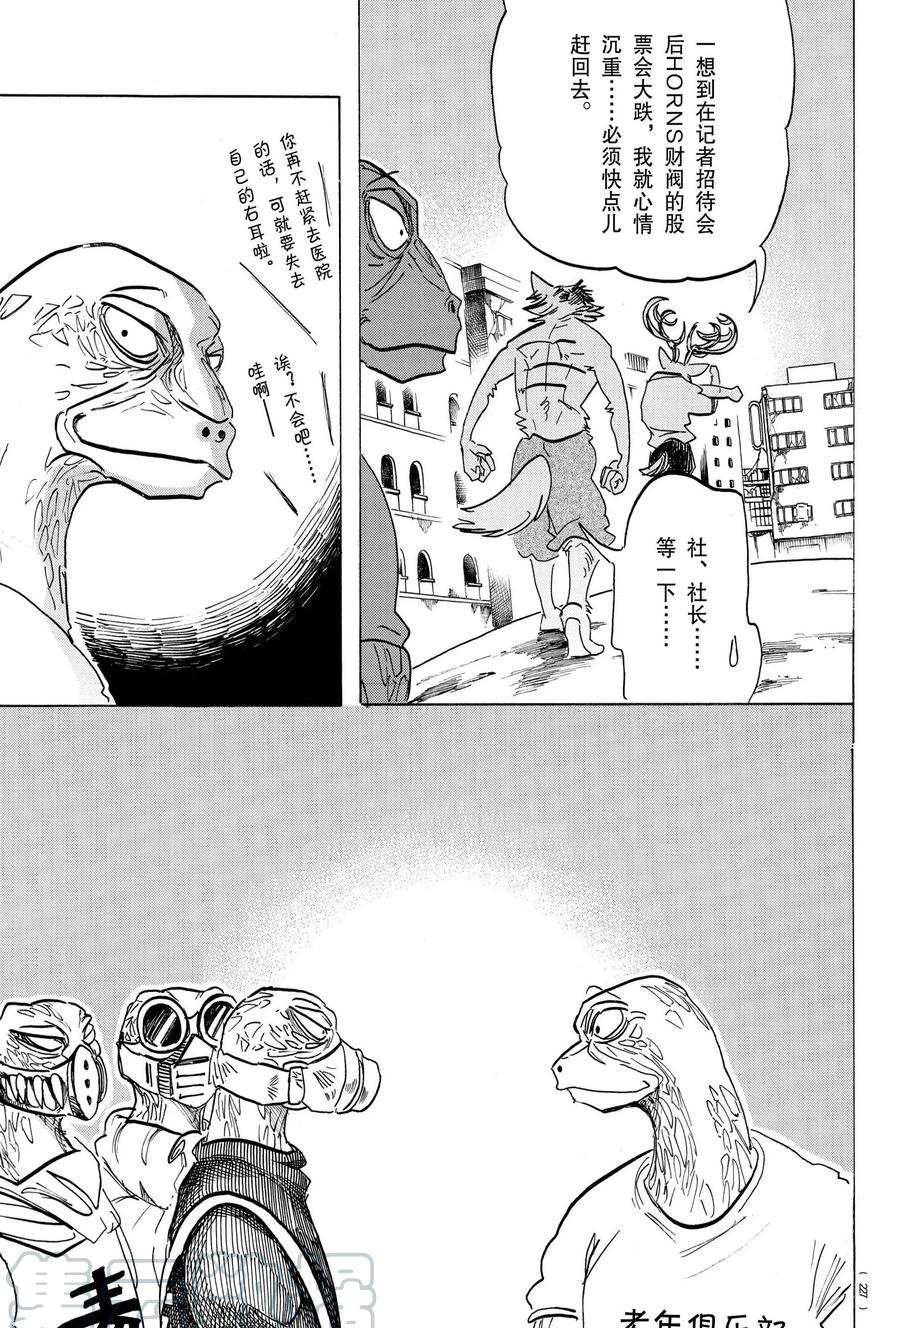 一想到在记者招待会
后HORNS财阀的股
票会大跌，我就心情
沉重……必须快点儿
赶回去。
社、社长……
等一下……
你再不赶紧去医院
的话，可就要失去
自己的右耳啦。
诶？不会吧……
哇啊——
老年俱乐部
毒
( 227 )